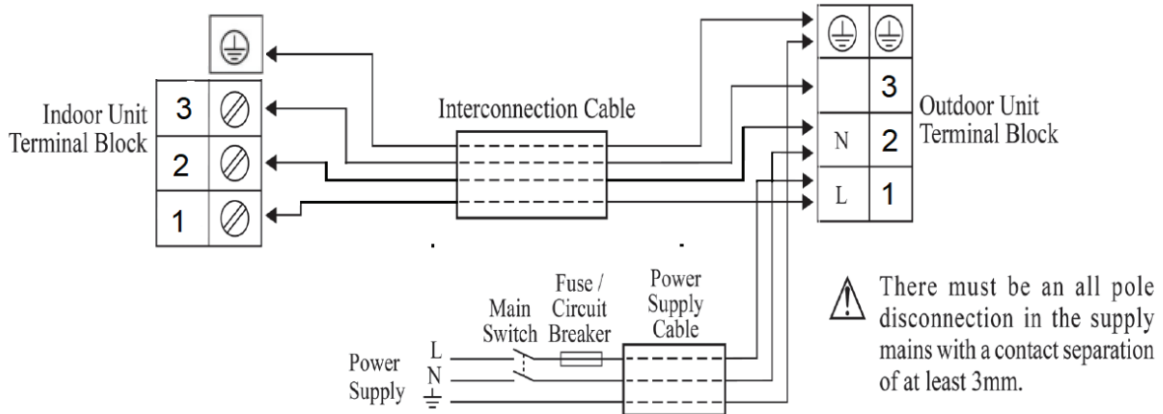 Indoor Unit
Terminal Block
3
2
1
Interconnection Cable
3
N 2
L 1
Outdoor Unit
Terminal Block
Main
Switch
Fuse /
Circuit
Breaker
Power
Supply
Cable
Power
Supply
L
N
There must be an all pole
disconnection in the supply
mains with a contact separation
of at least 3mm.